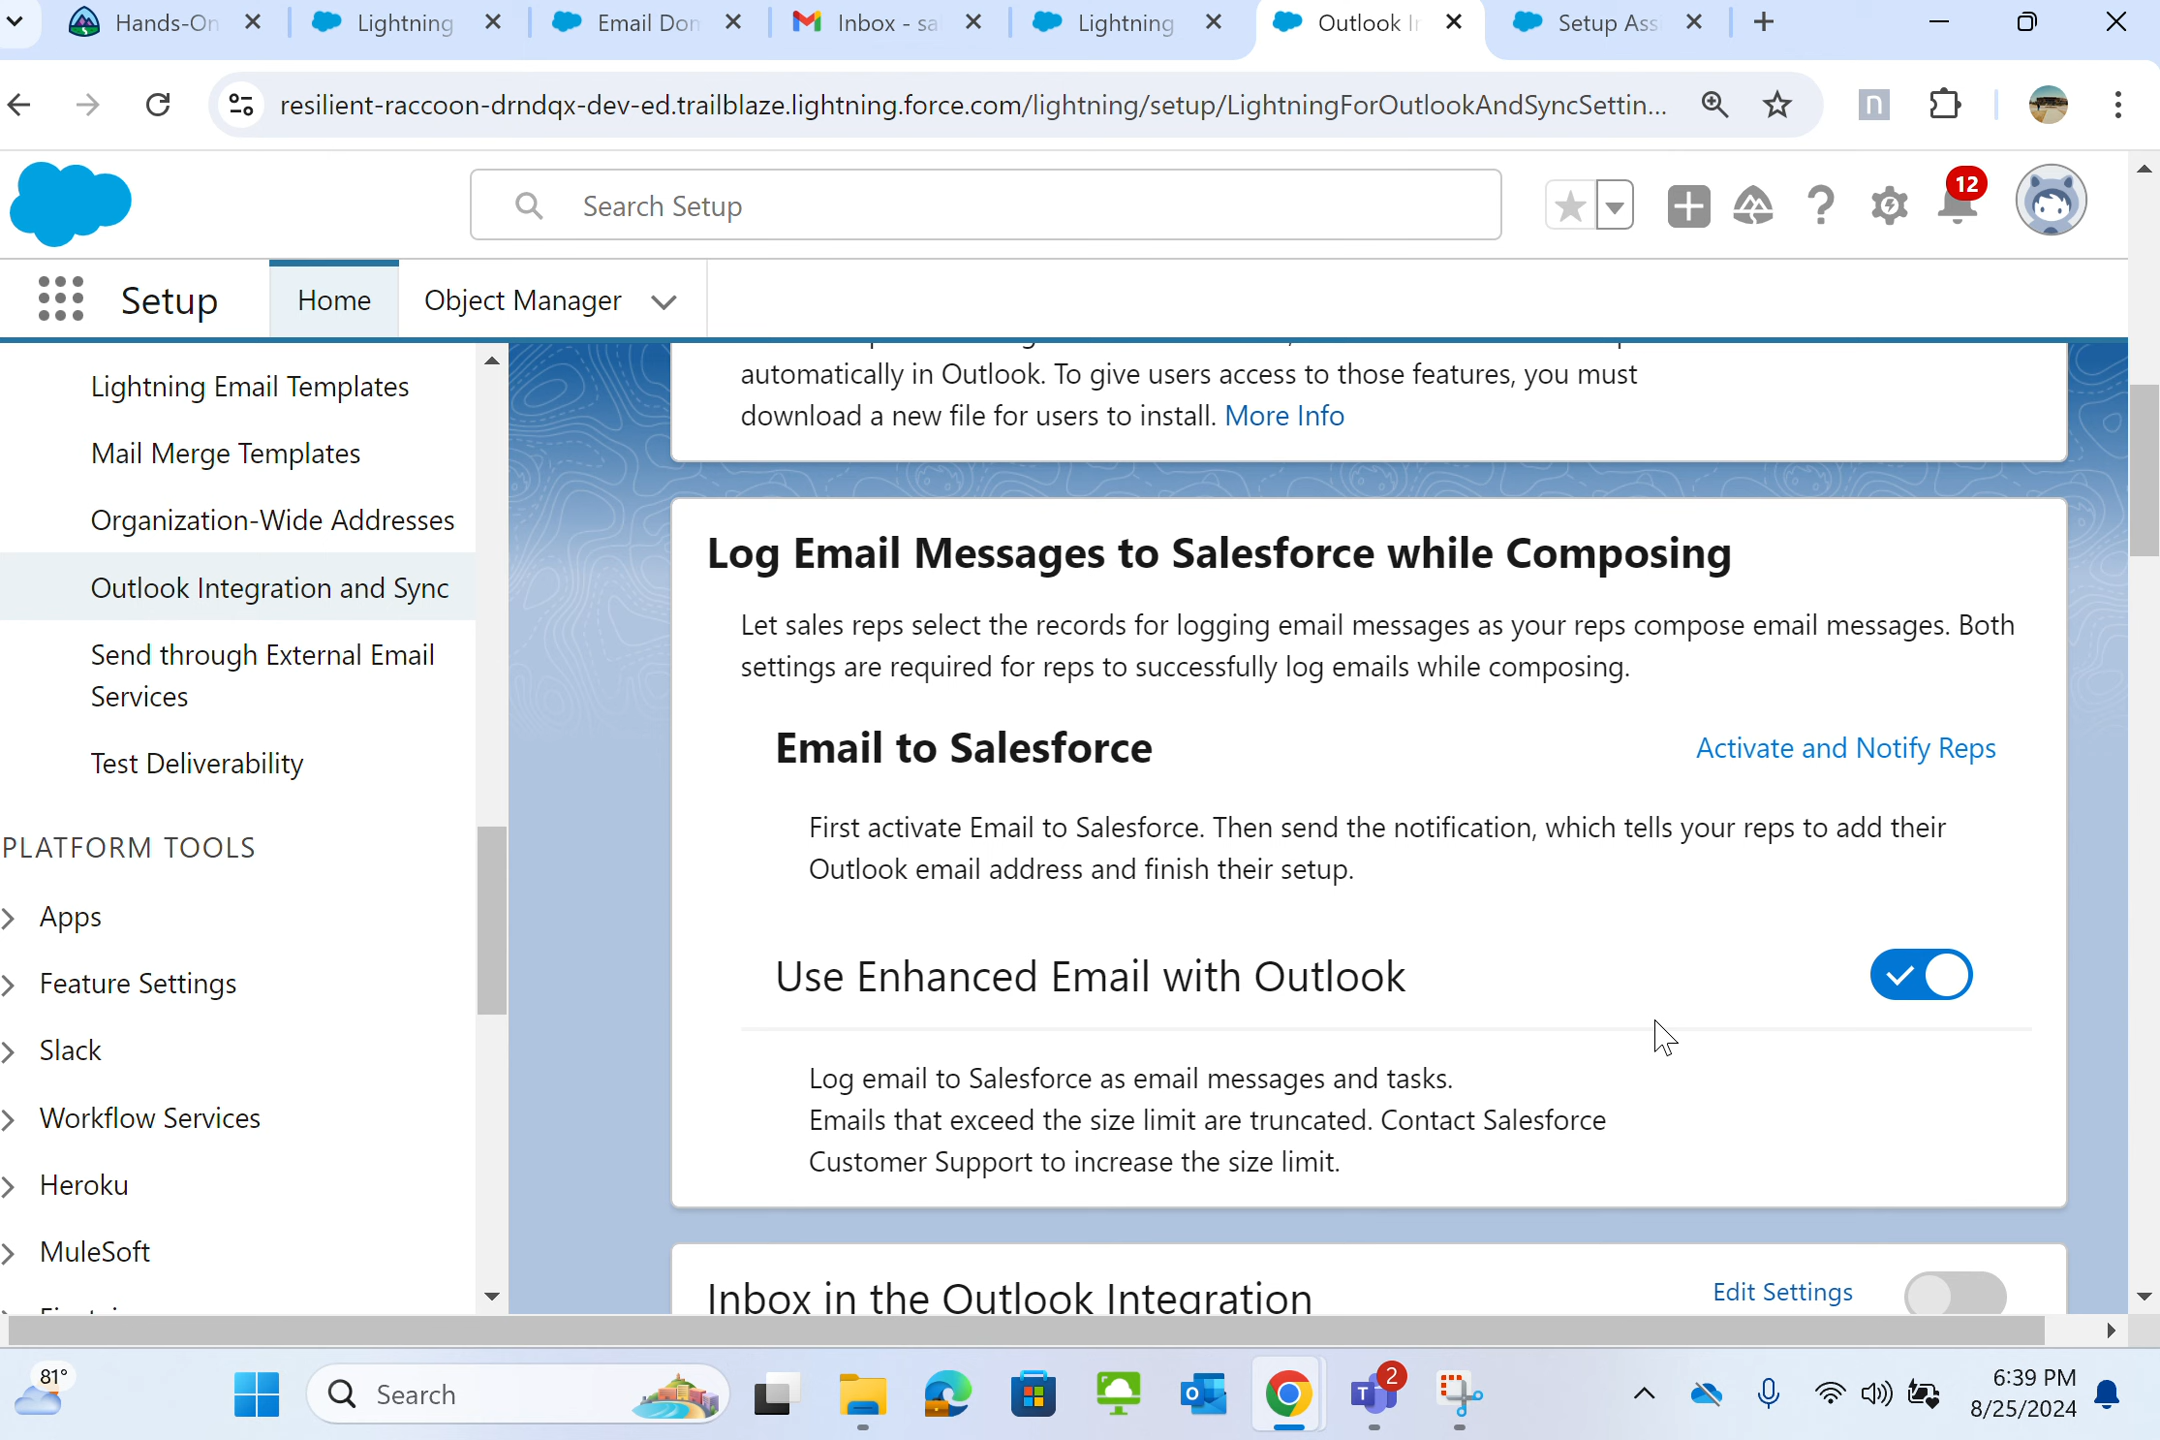 Hands-On
Lightning
Email Dom
Inbox - sa
Lightning
Outlook In
Setup Ass
resilient-raccoon-drndqx-dev-ed.trailblaze.lightning.force.com/lightning/setup/LightningForOutlookAndSyncSettin...
n
Search Setup
12
Setup
Home
Object Manager
Lightning Email Templates
Mail Merge Templates
Organization-Wide Addresses
Outlook Integration and Sync
Send through External Email
Services
Test Deliverability
PLATFORM TOOLS
Apps
Feature Settings
Slack
Workflow Services
Heroku
MuleSoft
automatically in Outlook. To give users access to those features, you must
download a new file for users to install. More Info
Log Email Messages to Salesforce while Composing
Let sales reps select the records for logging email messages as your reps compose email messages. Both
settings are required for reps to successfully log emails while composing.
Email to Salesforce
Activate and Notify Reps
First activate Email to Salesforce. Then send the notification, which tells your reps to add their
Outlook email address and finish their setup.
Use Enhanced Email with Outlook
Log email to Salesforce as email messages and tasks.
Emails that exceed the size limit are truncated. Contact Salesforce
Customer Support to increase the size limit.
Inbox in the Outlook Integration
Edit Settings
81°
Search
2
6:39 PM
8/25/2024